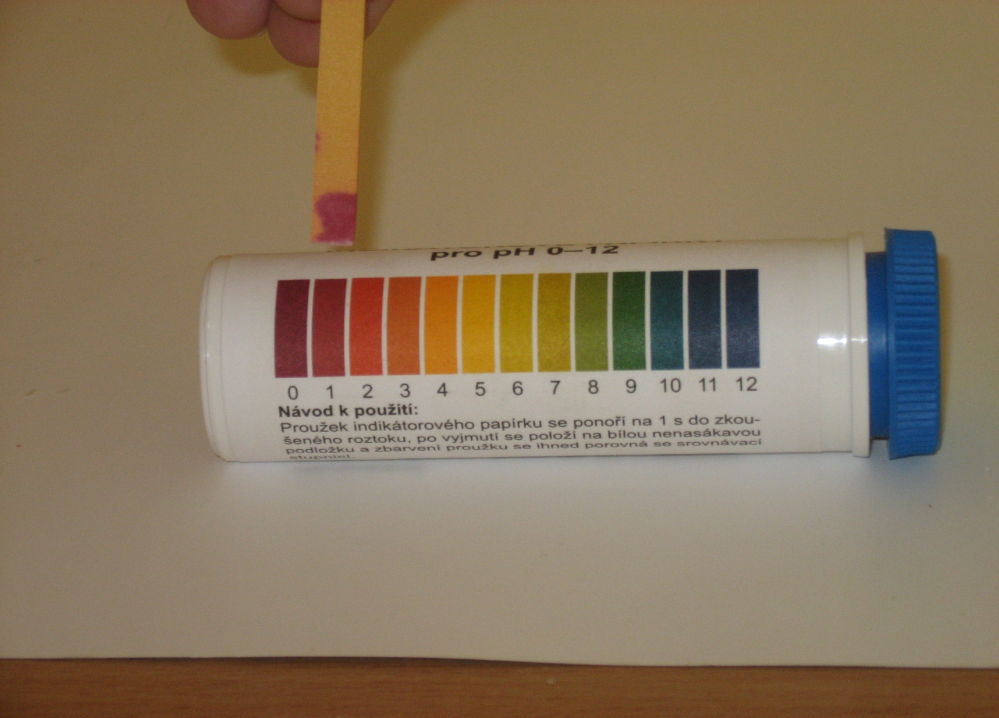 pro pH 0–12
0 1 2 3 4 5 6 7 8 9 10 11 12
Návod k použití:
Proužek indikátorového papírku se ponoří na 1 s do zkou-
šeného roztoku, po vyjmutí se položí na bílou nenasákavou
podložku a zbarvení proužku se ihned porovná se srovnávací
stupnicí.